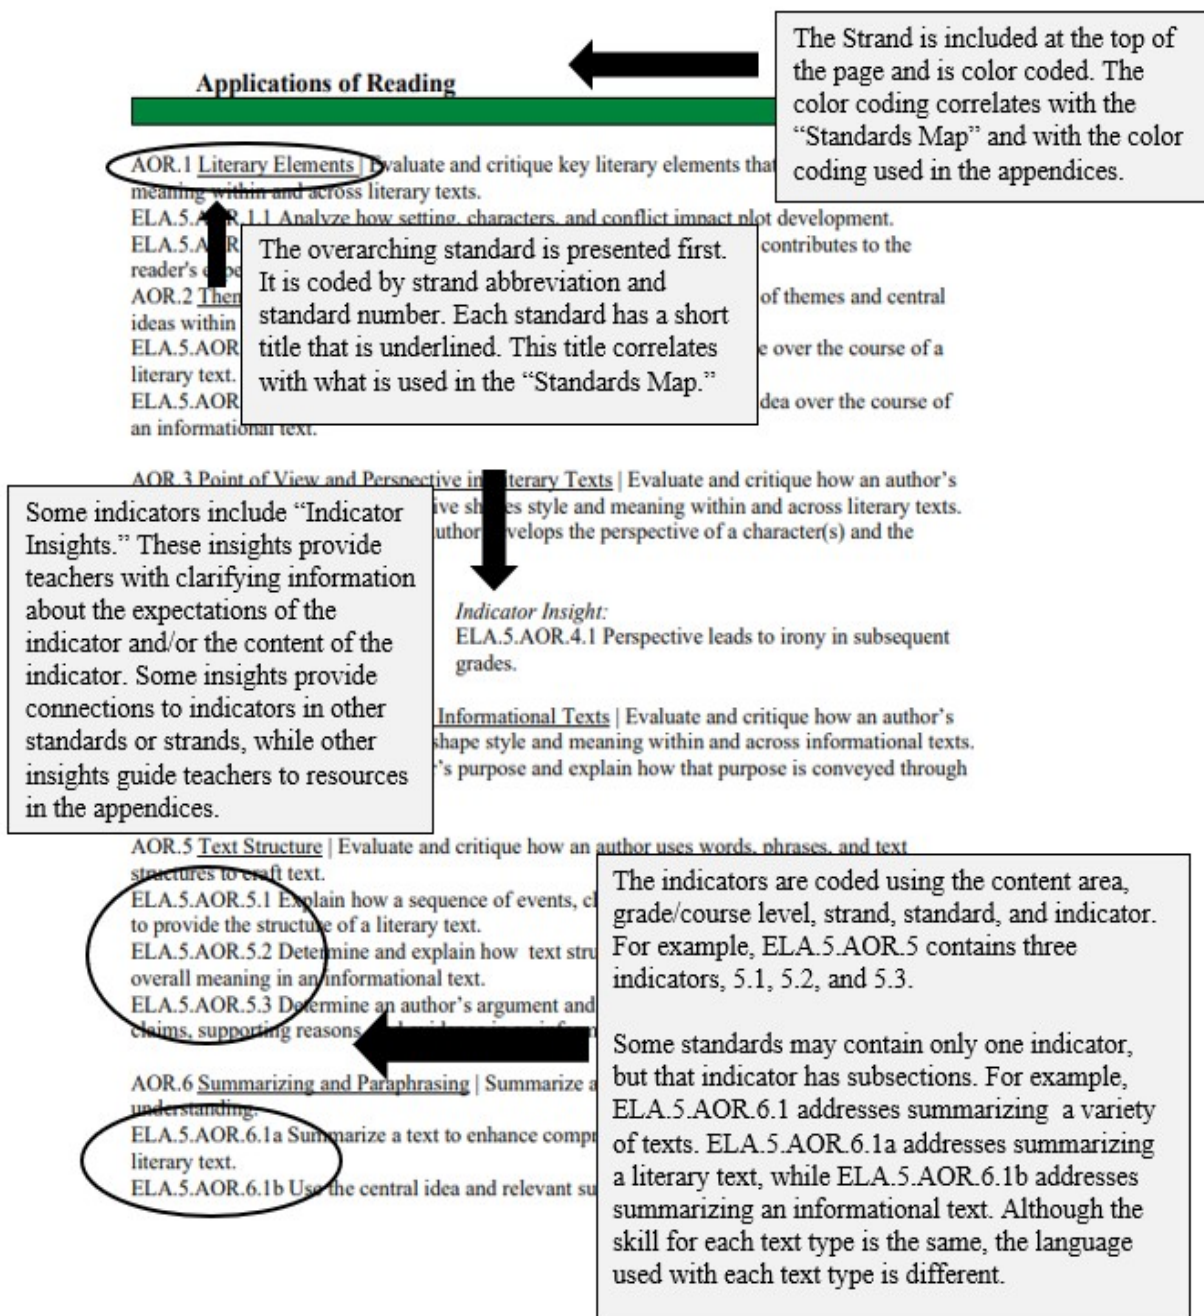 Applications of Reading
The Strand is included at the top of
the page and is color coded. The
color coding correlates with the
“Standards Map” and with the color
coding used in the appendices.
AOR.1 Literary Elements | Evaluate and critique key literary elements that
meaning within and across literary texts.
ELA.5.AOR.1.1 Analyze how setting, characters, and conflict impact plot development.
contributes to the
reader's
AOR.2 of themes and central
ideas within
ELA.5.AOR over the course of a
literary text.
ELA.5.AOR over the course of
an informational text.
The overarching standard is presented first.
It is coded by strand abbreviation and
standard number. Each standard has a short
title that is underlined. This title correlates
with what is used in the “Standards Map.”
AOR.3 Point of View and Perspective in Literary Texts | Evaluate and critique how an author’s
style and meaning within and across literary texts.
the perspective of a character(s) and the
Some indicators include “Indicator
Insights.” These insights provide
teachers with clarifying information
about the expectations of the
indicator and/or the content of the
indicator. Some insights provide
connections to indicators in other
standards or strands, while other
insights guide teachers to resources
in the appendices.
Indicator Insight:
ELA.5.AOR.4.1 Perspective leads to irony in subsequent
grades.
Informational Texts | Evaluate and critique how an author’s
shape style and meaning within and across informational texts.
’s purpose and explain how that purpose is conveyed through
AOR.5 Text Structure | Evaluate and critique how an author uses words, phrases, and text
structures to craft text.
ELA.5.AOR.5.1 Explain how a sequence of events,
to provide the structure of a literary text.
ELA.5.AOR.5.2 Determine and explain how text
overall meaning in an informational text.
ELA.5.AOR.5.3 Determine an author’s argument and
claims, supporting reasons,
AOR.6 Summarizing and Paraphrasing | Summarize
understanding.
ELA.5.AOR.6.1a Summarize a text to enhance
literary text.
ELA.5.AOR.6.1b Use the central idea and relevant
The indicators are coded using the content area,
grade/course level, strand, standard, and indicator.
For example, ELA.5.AOR.5 contains three
indicators, 5.1, 5.2, and 5.3.
Some standards may contain only one indicator,
but that indicator has subsections. For example,
ELA.5.AOR.6.1 addresses summarizing a variety
of texts. ELA.5.AOR.6.1a addresses summarizing
a literary text, while ELA.5.AOR.6.1b addresses
summarizing an informational text. Although the
skill for each text type is the same, the language
used with each text type is different.